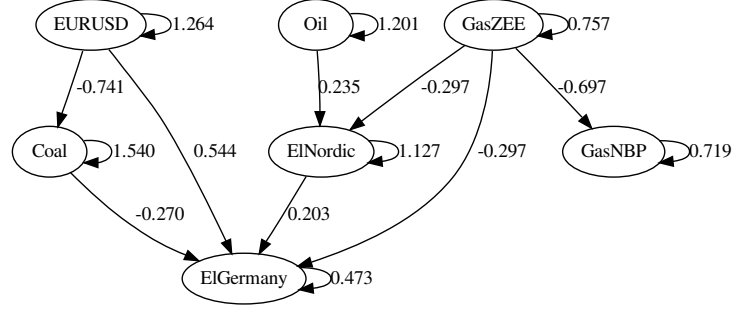 EURUSD 1.264 Oil 1.201 GasZEE 0.757
-0.741 0.235 -0.297 -0.697
Coal 1.540 0.544 ElNordic 1.127 -0.297 GasNBP 0.719
-0.270 0.203
ElGermany 0.473